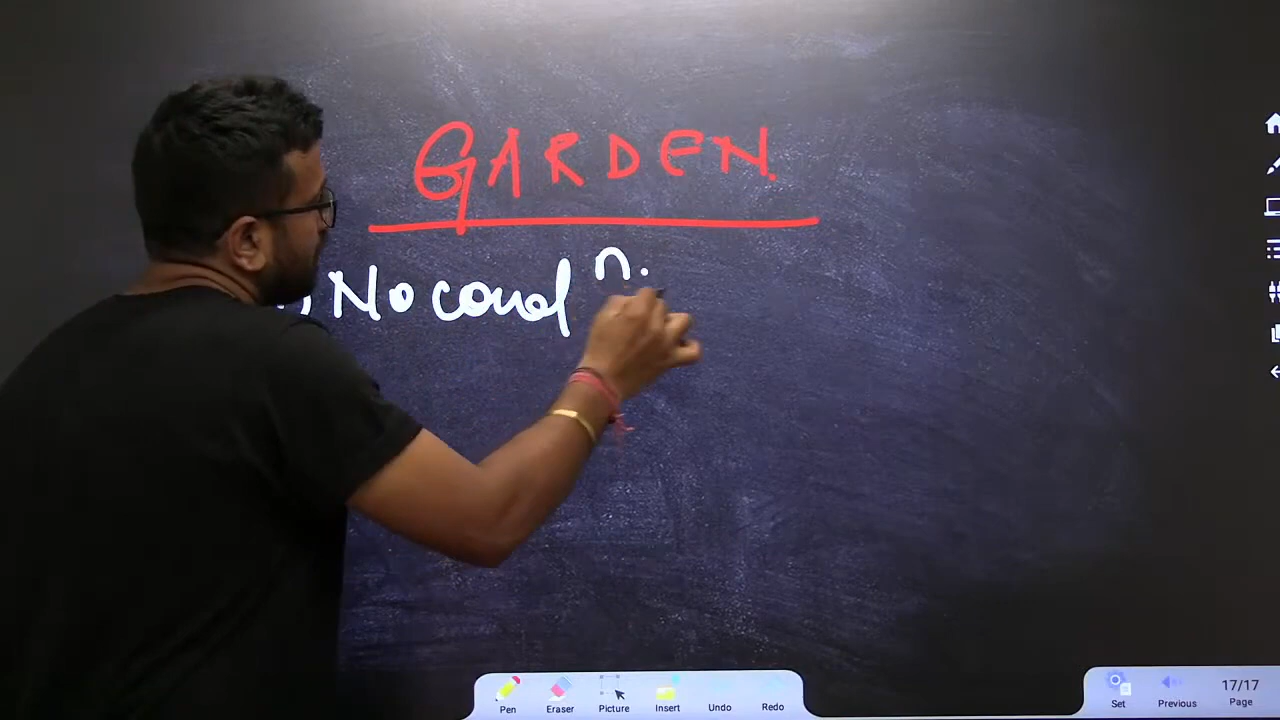 GARDEN.
) No cond n.
Pen
Eraser
Picture
Insert
Undo
Redo
Set
Previous
17/17
Page